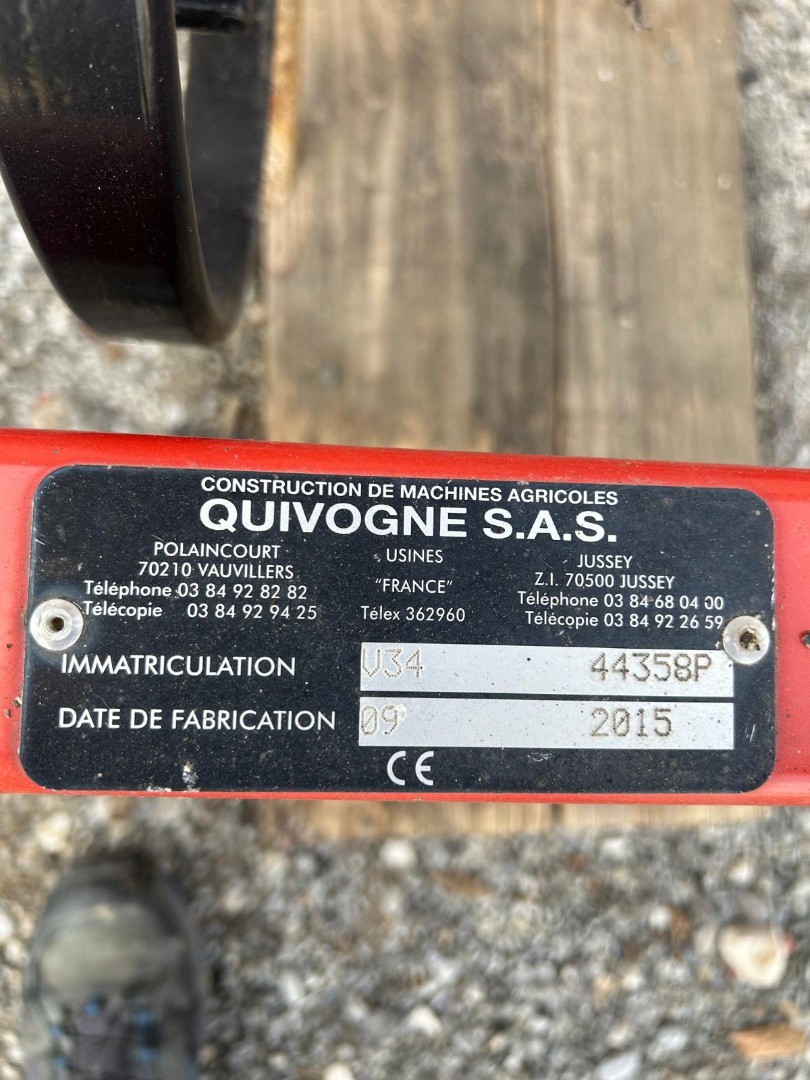 CONSTRUCTION DE MACHINES AGRICOLES
QUIVOGNE S.A.S.
POLAINCOURT
70210 VAUVILLERS
Téléphone 03 84 92 82 82
Télécopie 03 84 92 94 25
USINES
"FRANCE"
Télex 362960
JUSSEY
Z.I. 70500 JUSSEY
Téléphone 03 84 68 04 00
Télécopie 03 84 92 26 59
IMMATRICULATION V34 44358P
DATE DE FABRICATION 09 2015
CE